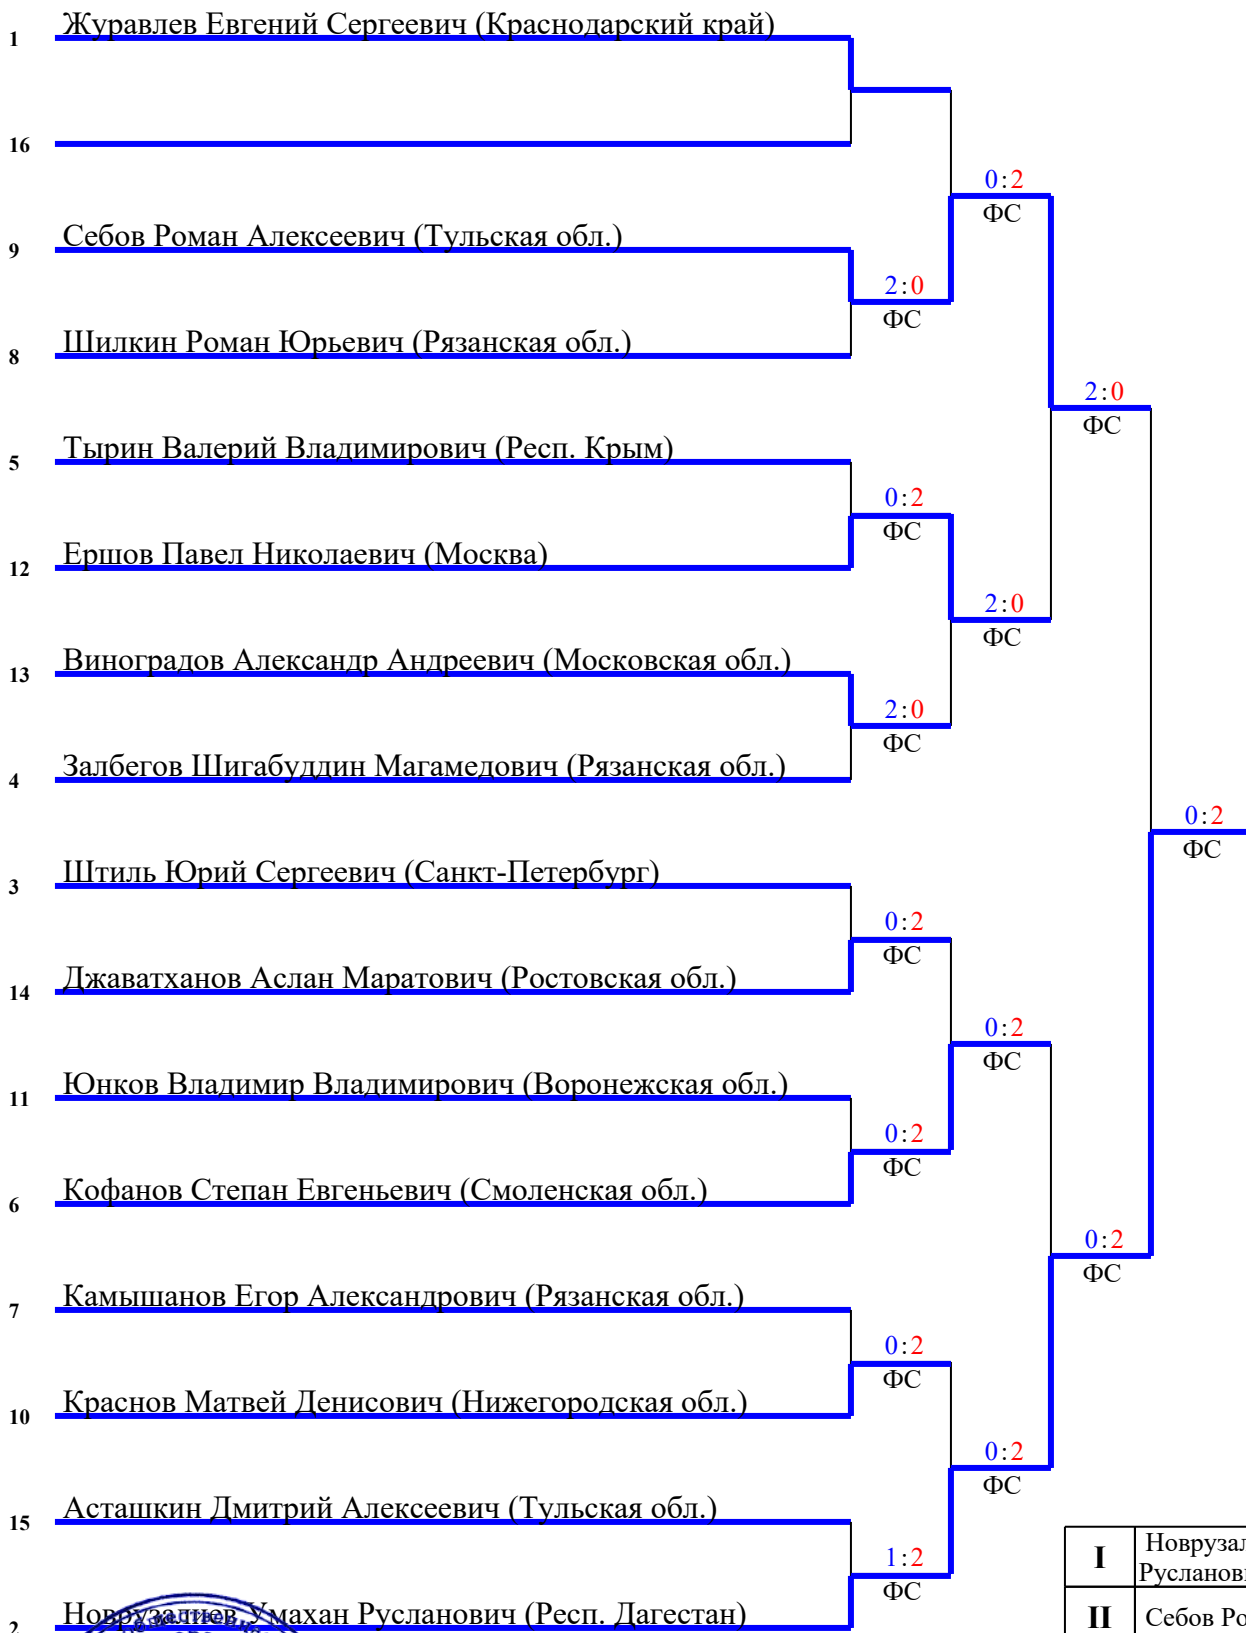 1 Журавлев Евгений Сергеевич (Краснодарский край)
16
0:2
ФС
9 Себов Роман Алексеевич (Тульская обл.)
2:0
ФС
8 Шилкин Роман Юрьевич (Рязанская обл.)
2:0
ФС
5 Тырин Валерий Владимирович (Респ. Крым)
0:2
ФС
12 Ершов Павел Николаевич (Москва)
2:0
ФС
13 Виноградов Александр Андреевич (Московская обл.)
2:0
ФС
4 Залбегов Шигабуддин Магамедович (Рязанская обл.)
0:2
ФС
3 Штиль Юрий Сергеевич (Санкт-Петербург)
0:2
ФС
14 Джаватханов Аслан Маратович (Ростовская обл.)
0:2
ФС
11 Юнков Владимир Владимирович (Воронежская обл.)
0:2
ФС
6 Кофанов Степан Евгеньевич (Смоленская обл.)
0:2
ФС
7 Камышанов Егор Александрович (Рязанская обл.)
0:2
ФС
10 Краснов Матвей Денисович (Нижегородская обл.)
0:2
ФС
15 Асташкин Дмитрий Алексеевич (Тульская обл.)
1:2
ФС
2 Новрузалиев Умахан Русланович (Респ. Дагестан)
I Новрузал
Руслановы
II Себов Ро